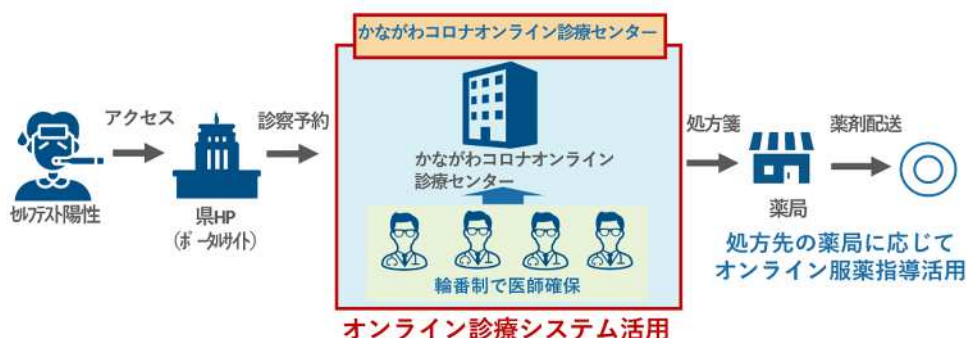 かながわコロナオンライン診療センター
アクセス
診察予約
処方箋
薬剤配送
かながわコロナオンライン
診療センター
セルフテスト陽性
県HP
(ポータルサイト)
薬局
輪番制で医師確保
処方先の薬局に応じて
オンライン服薬指導活用
オンライン診療システム活用